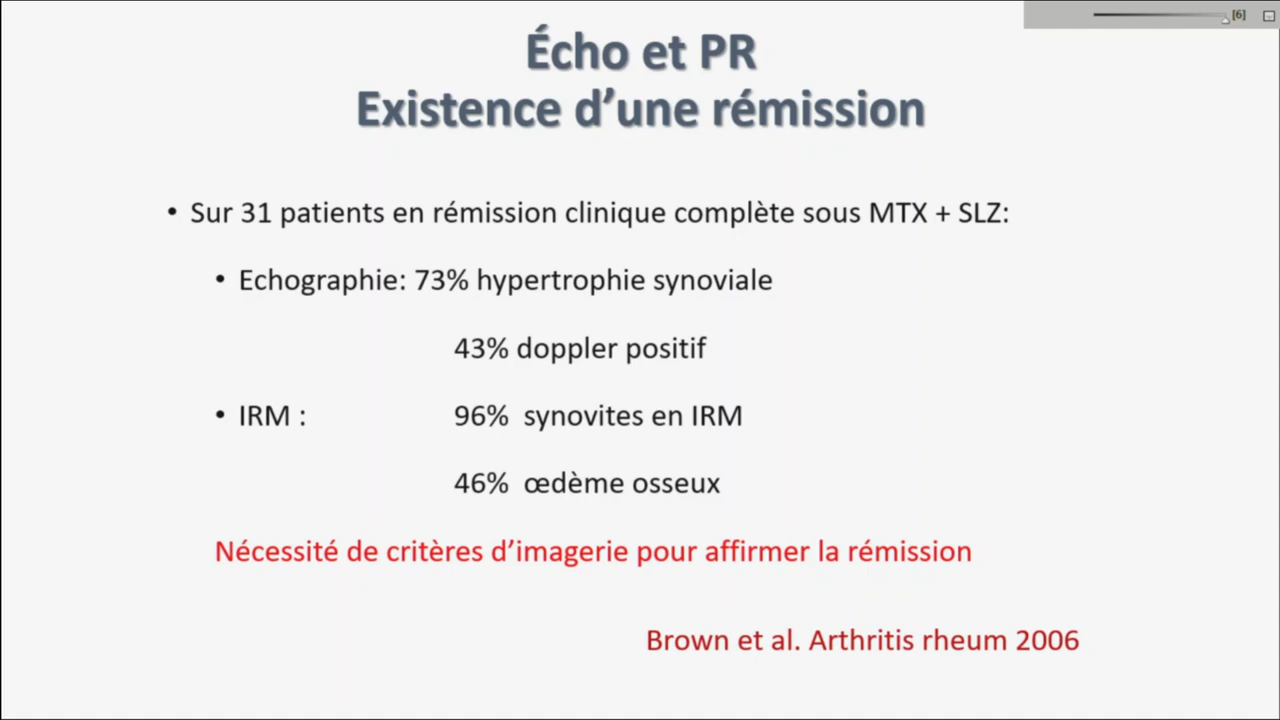 [6]
Écho et PR
Existence d’une rémission
• Sur 31 patients en rémission clinique complète sous MTX + SLZ:
• Echographie: 73% hypertrophie synoviale
43% doppler positif
• IRM : 96% synovites en IRM
46% œdème osseux
Nécessité de critères d’imagerie pour affirmer la rémission
Brown et al. Arthritis rheum 2006